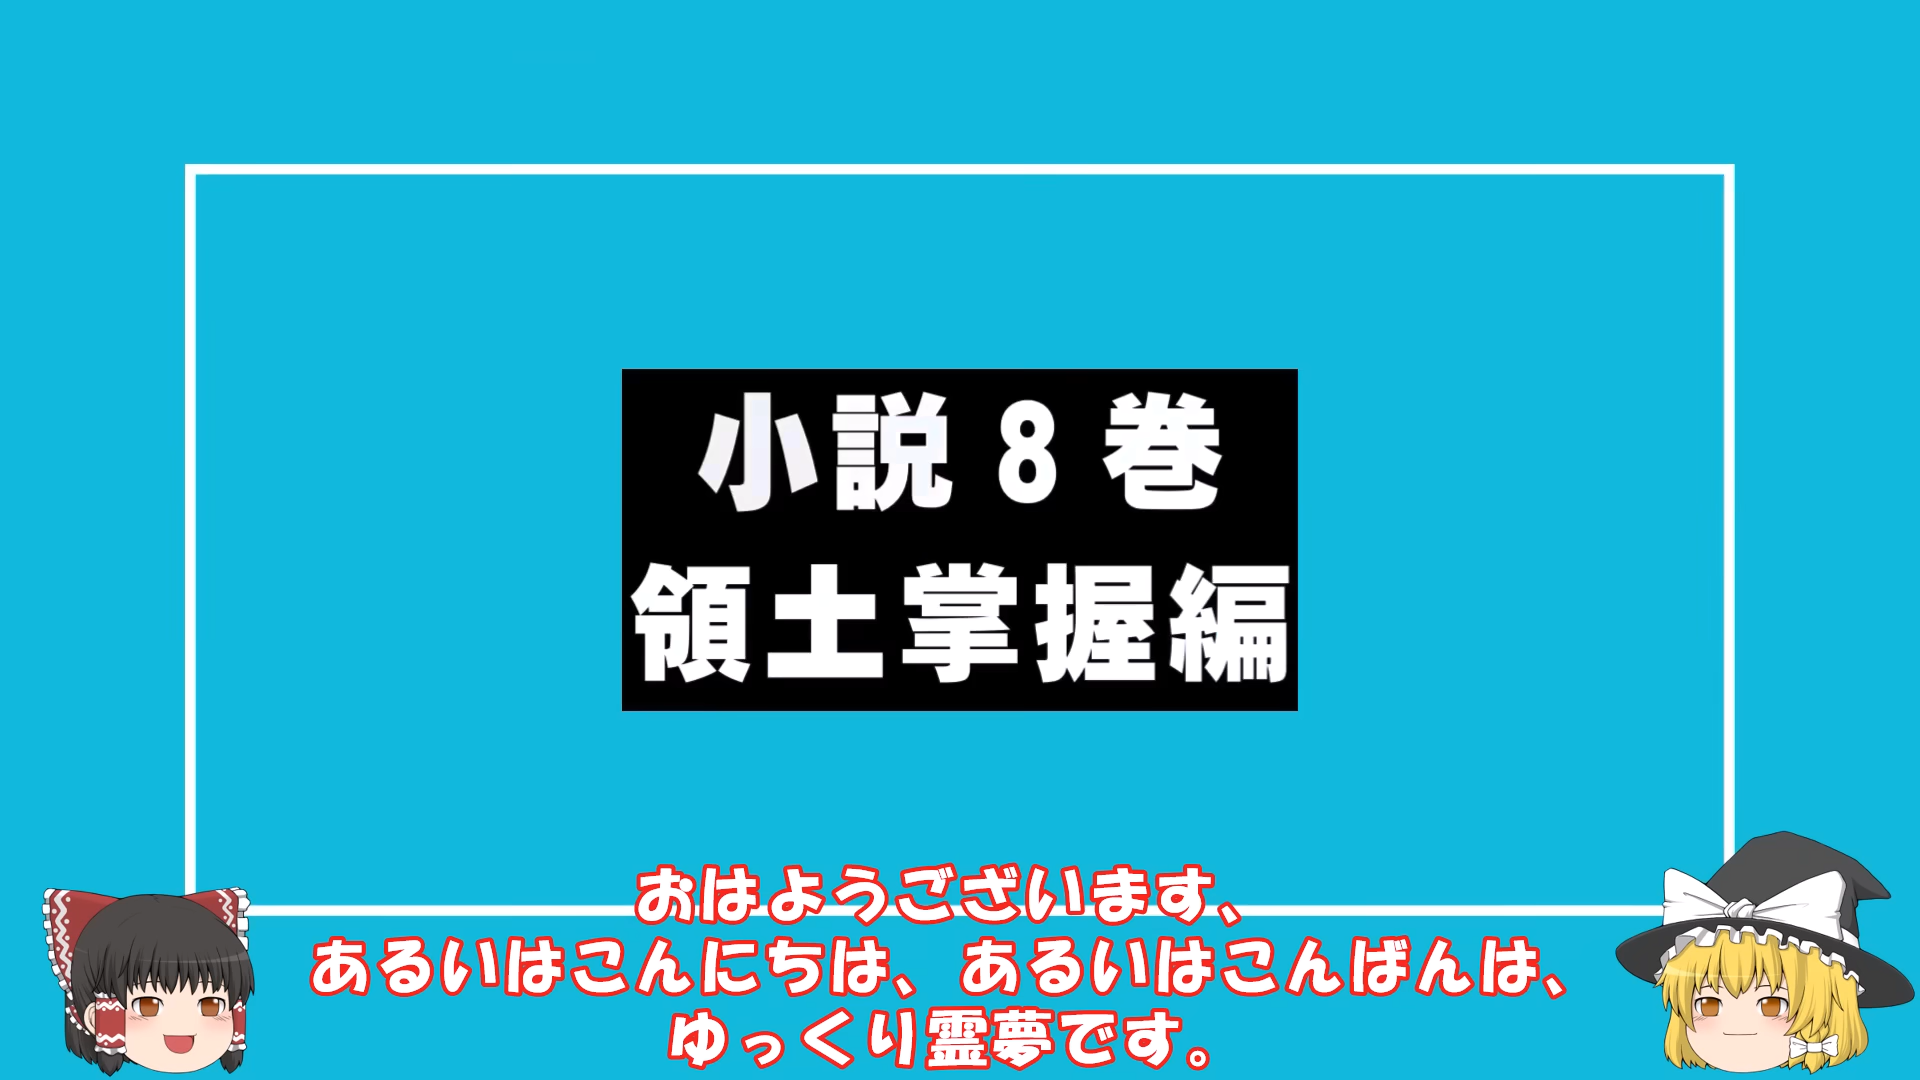 小説8巻
領土掌握編
おはようございます、
あるいはこんにちは、あるいはこんばんは、
ゆっくり霊夢です。